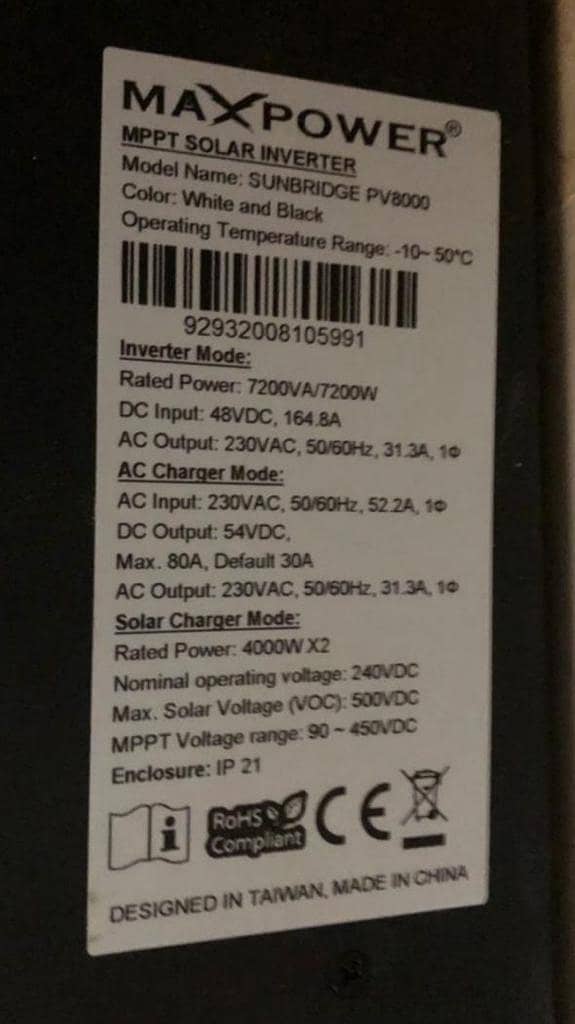 MAXPOWER®
MPPT SOLAR INVERTER
Model Name: SUNBRIDGE PV8000
Color: White and Black
Operating Temperature Range: -10~ 50°C
92932008105991
Inverter Mode:
Rated Power: 7200VA/7200W
DC Input: 48VDC, 164.8A
AC Output: 230VAC, 50/60Hz, 31.3A, 1Φ
AC Charger Mode:
AC Input: 230VAC, 50/60Hz, 52.2A, 1Φ
DC Output: 54VDC,
Max. 80A, Default 30A
AC Output: 230VAC, 50/60Hz, 31.3A, 1Φ
Solar Charger Mode:
Rated Power: 4000W X2
Nominal operating voltage: 240VDC
Max. Solar Voltage (VOC): 500VDC
MPPT Voltage range: 90 ~ 450VDC
Enclosure: IP 21
i
RoHS
Compliant
CE
DESIGNED IN TAIWAN, MADE IN CHINA